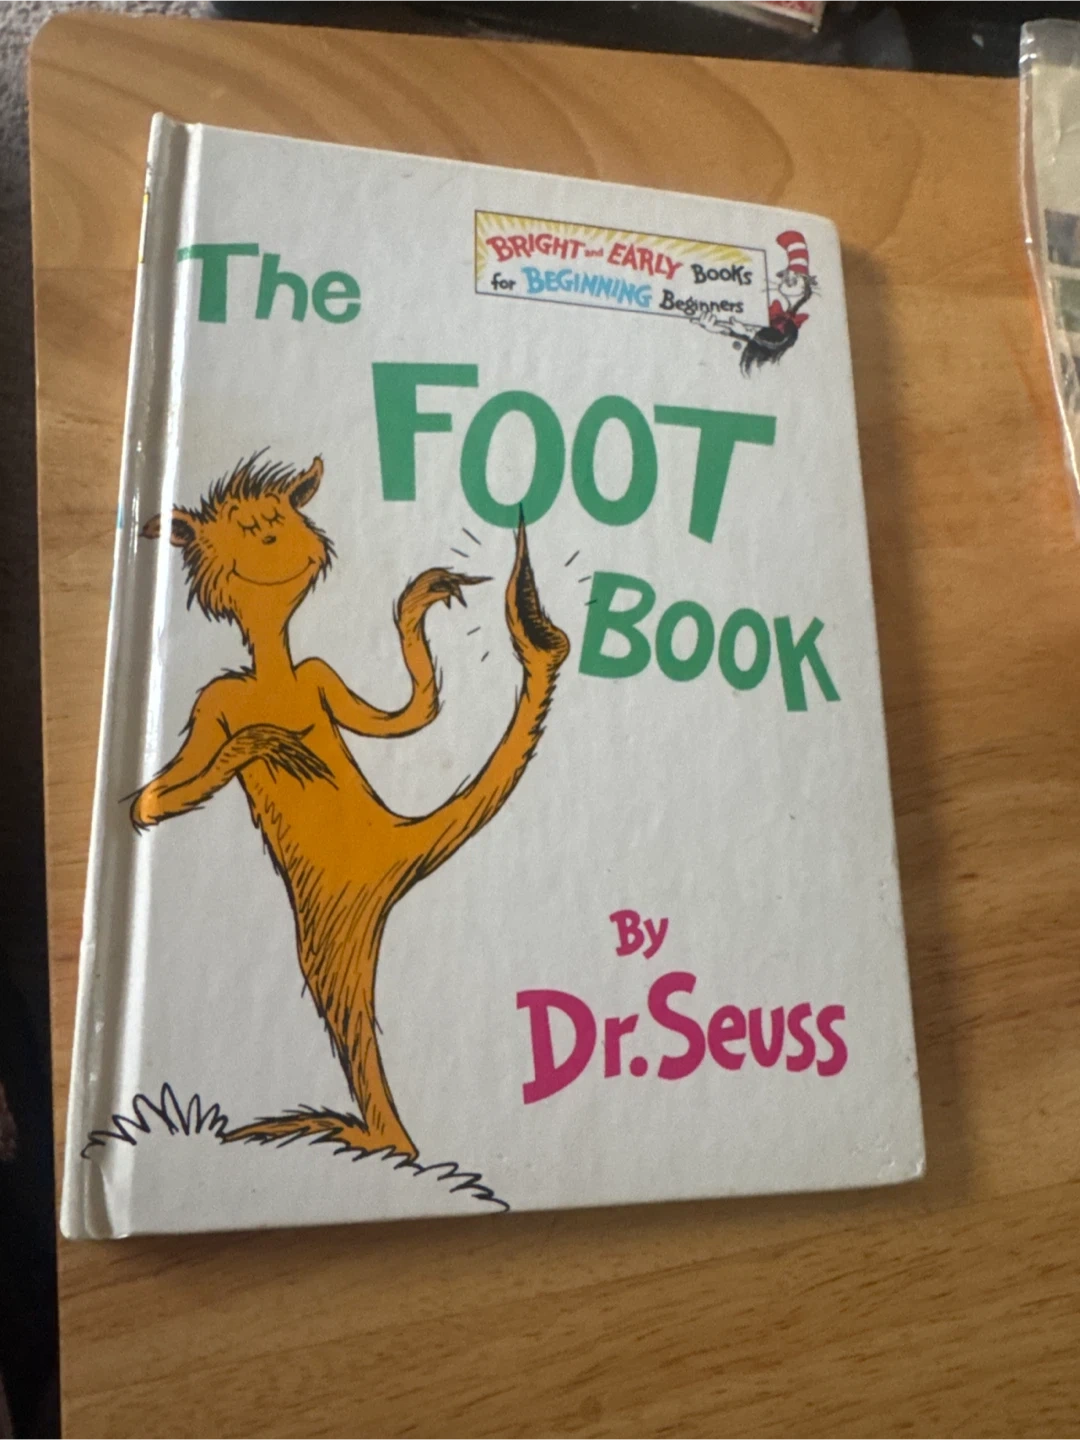 The
BRIGHT and EARLY Books
for BEGINNING Beginners
FOOT
BOOK
By
Dr. Seuss